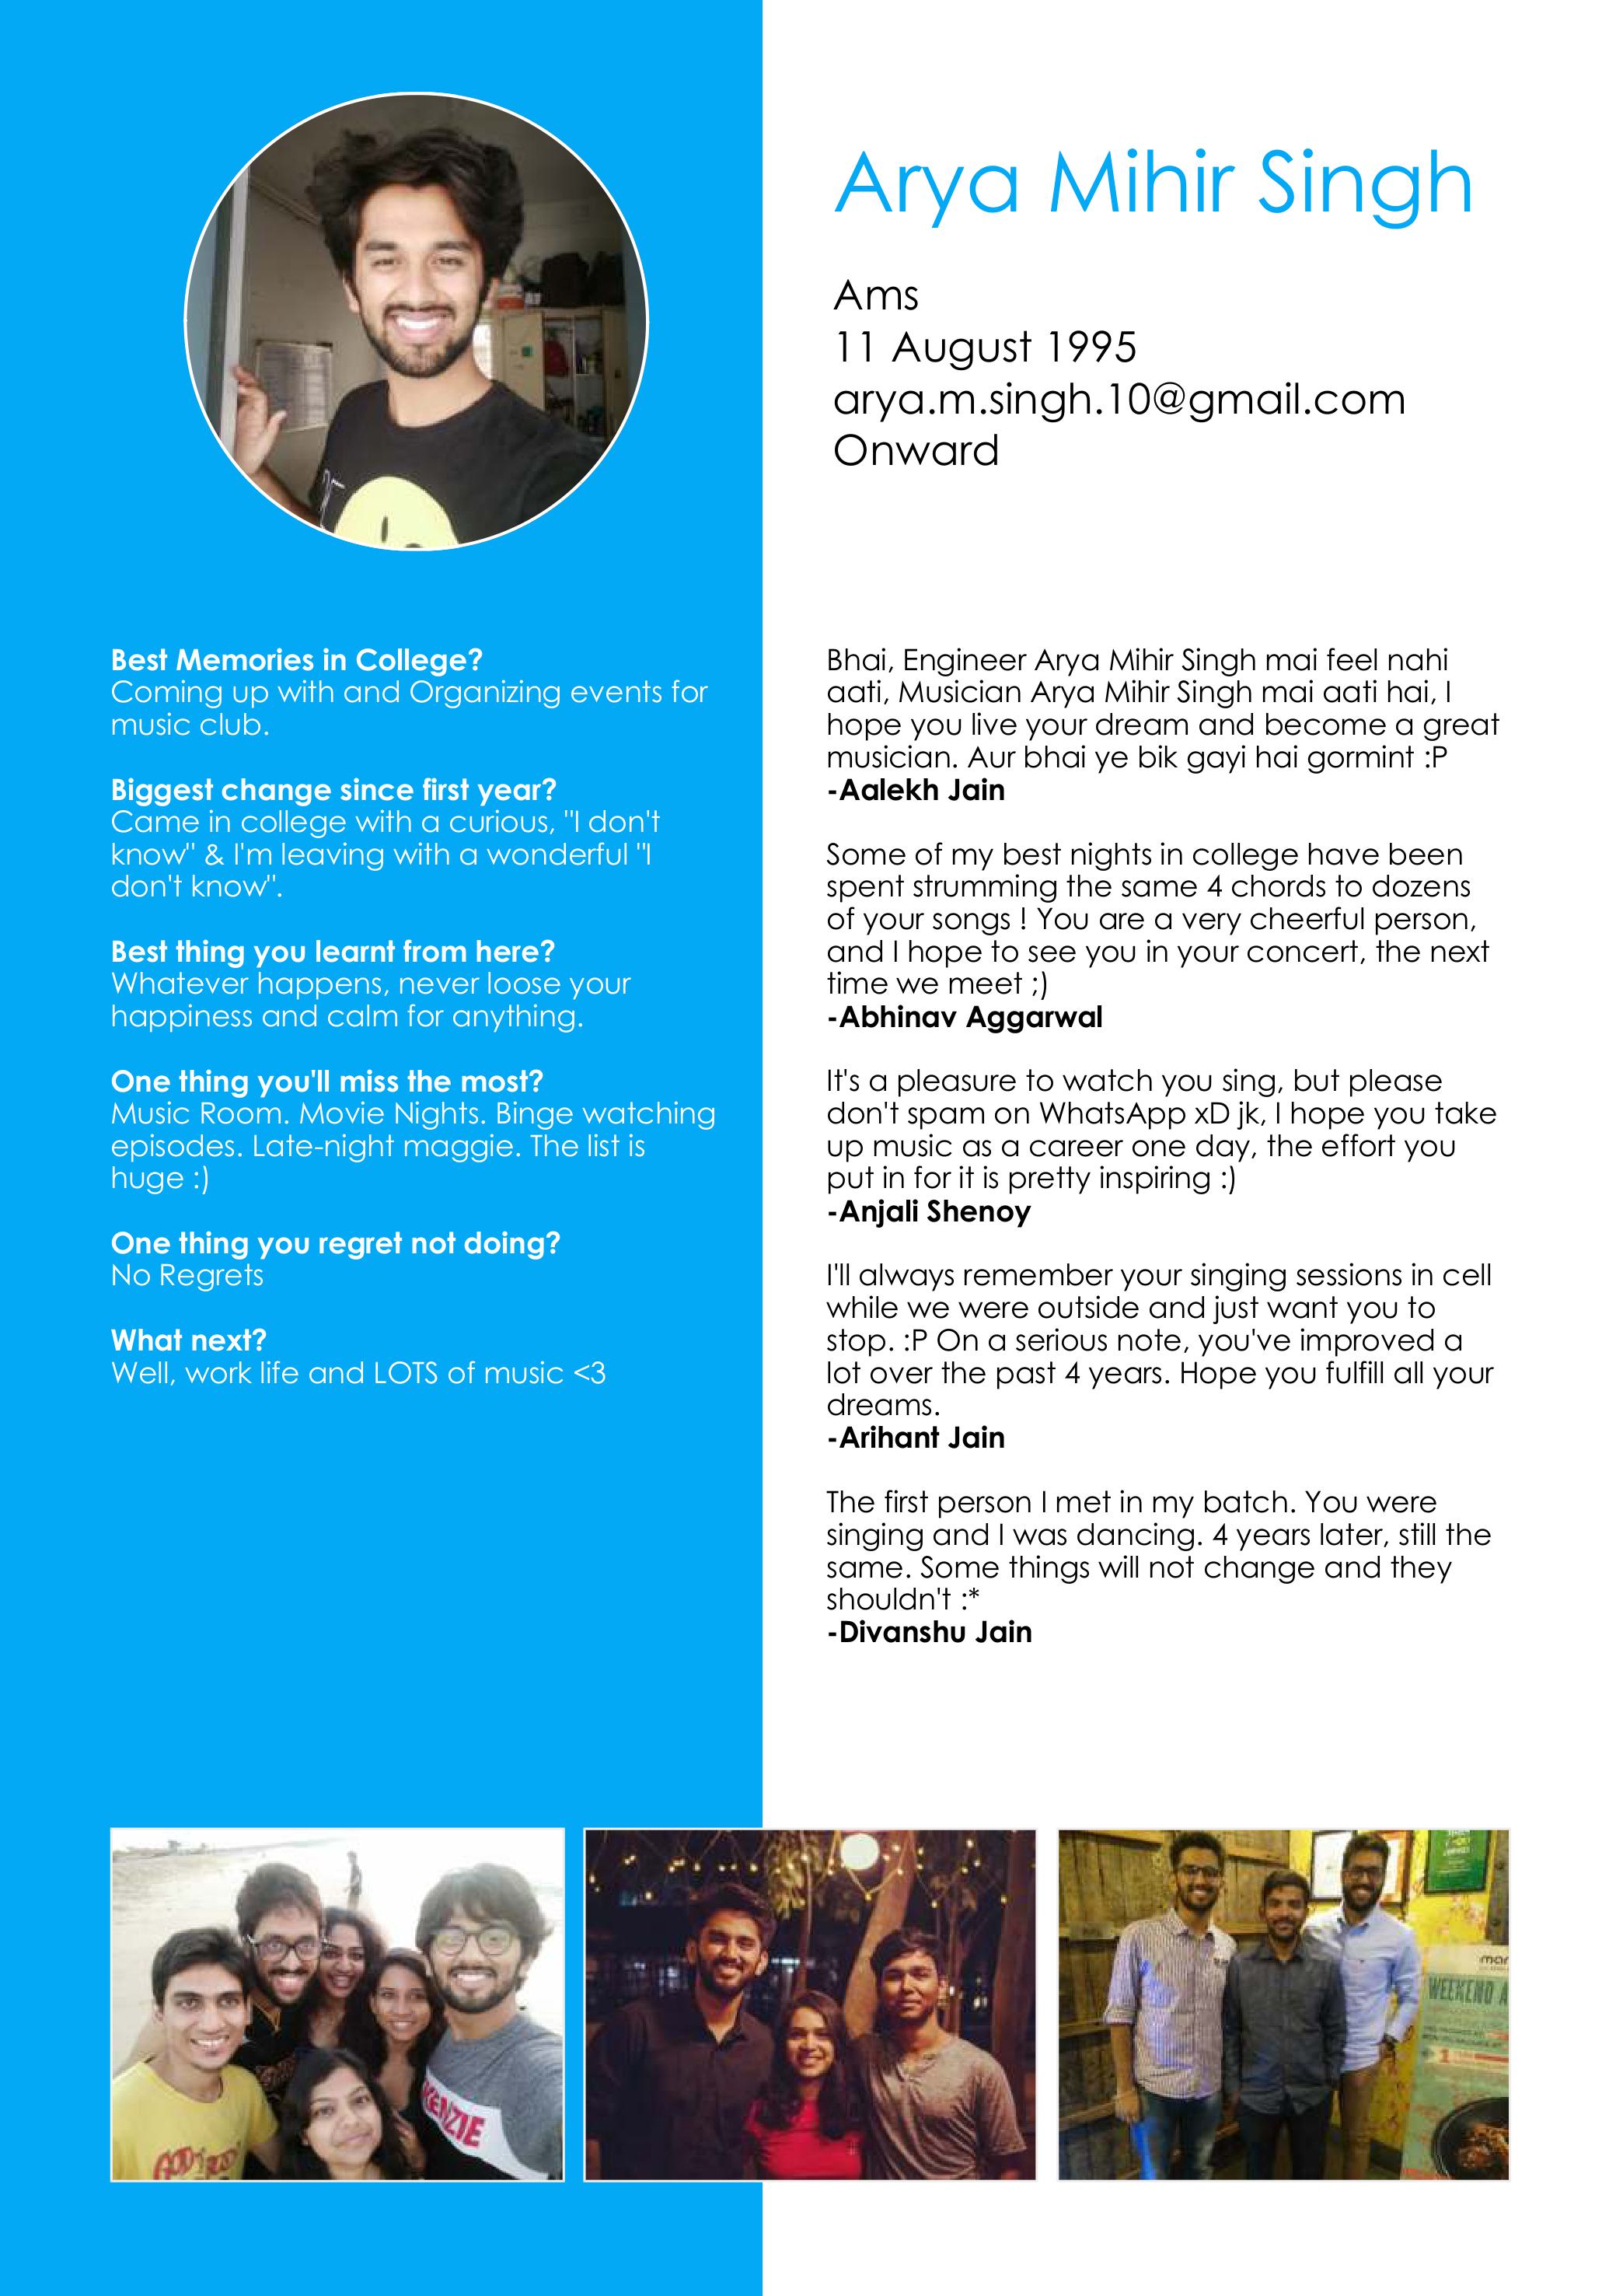 Arya Mihir Singh
Ams
11 August 1995
arya.m.singh.10@gmail.com
Onward
Best Memories in College?
Coming up with and Organizing events for
music club.
Biggest change since first year?
Came in college with a curious, "I don't
know" & I'm leaving with a wonderful "I
don't know".
Best thing you learnt from here?
Whatever happens, never loose your
happiness and calm for anything.
One thing you'll miss the most?
Music Room. Movie Nights. Binge watching
episodes. Late-night maggie. The list is
huge :)
One thing you regret not doing?
No Regrets
What next?
Well, work life and LOTS of music <3
Bhai, Engineer Arya Mihir Singh mai feel nahi
aati, Musician Arya Mihir Singh mai aati hai, I
hope you live your dream and become a great
musician. Aur bhai ye bik gayi hai gormint :P
-Aalekh Jain
Some of my best nights in college have been
spent strumming the same 4 chords to dozens
of your songs ! You are a very cheerful person,
and I hope to see you in your concert, the next
time we meet ;)
-Abhinav Aggarwal
It's a pleasure to watch you sing, but please
don't spam on WhatsApp xD jk, I hope you take
up music as a career one day, the effort you
put in for it is pretty inspiring :)
-Anjali Shenoy
I'll always remember your singing sessions in cell
while we were outside and just want you to
stop. :P On a serious note, you've improved a
lot over the past 4 years. Hope you fulfill all your
dreams.
-Arihant Jain
The first person I met in my batch. You were
singing and I was dancing. 4 years later, still the
same. Some things will not change and they
shouldn't :*
-Divanshu Jain
KENZIE
WEEKEND A